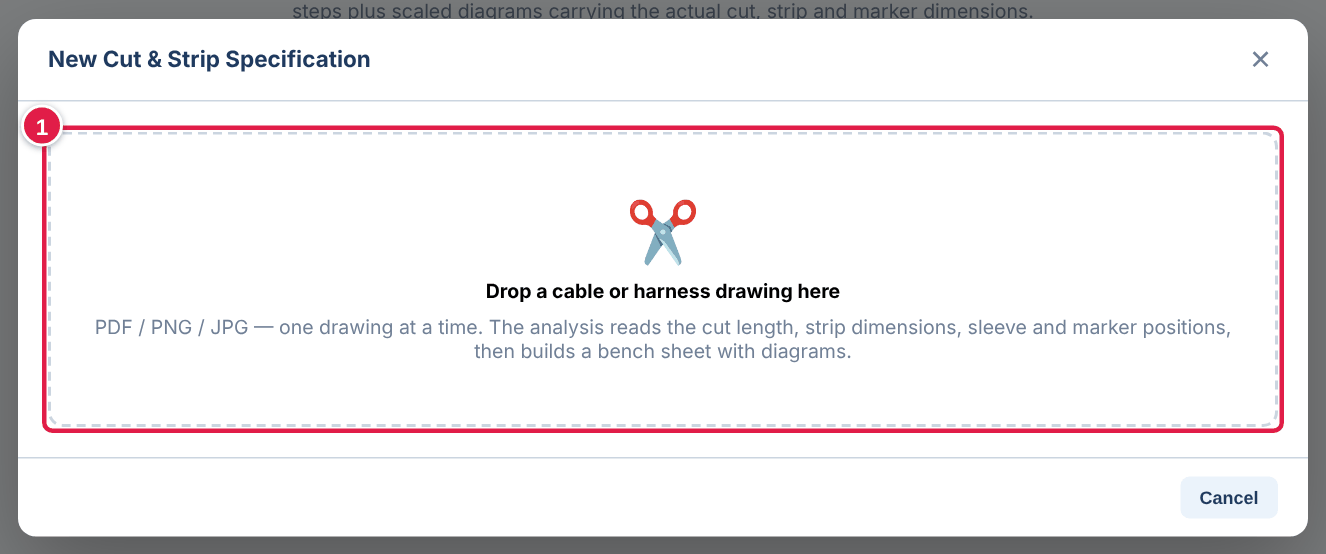 steps plus scaled diagrams carrying the actual cut, strip and marker dimensions.
New Cut & Strip Specification
1
Drop a cable or harness drawing here
PDF / PNG / JPG — one drawing at a time. The analysis reads the cut length, strip dimensions, sleeve and marker positions,
then builds a bench sheet with diagrams.
Cancel